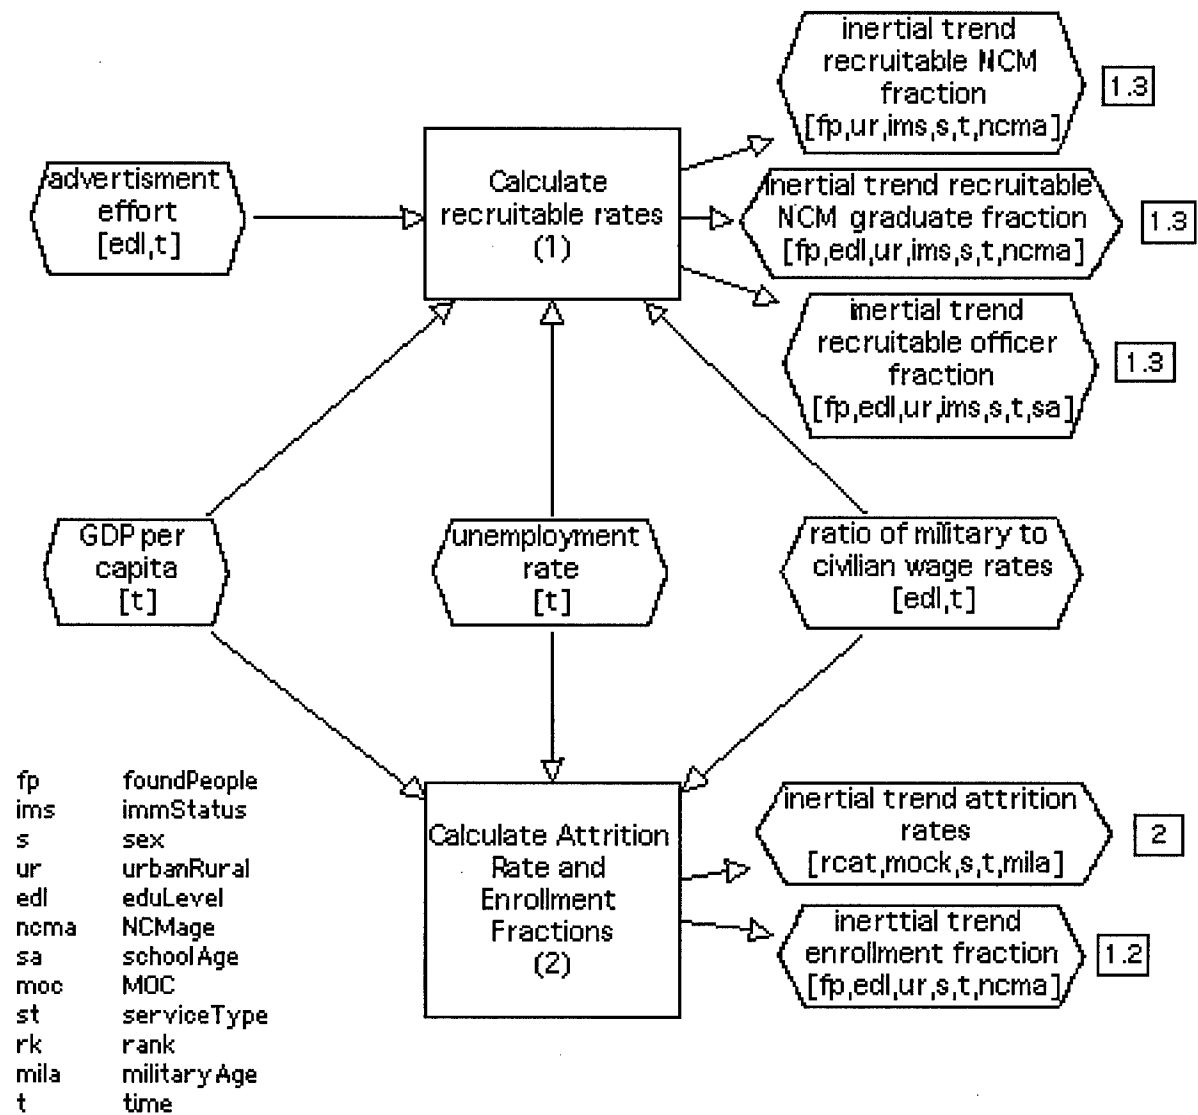 inertial trend
recruitable NCM
fraction
[fp,ur,ims,s,t,ncma]
1.3
advertisment
effort
[edl,t]
Calculate
recruitable rates
(1)
inertial trend recruitable
NCM graduate fraction
[fp,edl,ur,ims,s,t,ncma]
1.3
inertial trend
recruitable officer
fraction
[fp,edl,ur,ims,s,t,sa]
1.3
GDP per
capita
[t]
unemployment
rate
[t]
ratio of military to
civilian wage rates
[edl,t]
Calculate Attrition
Rate and
Enrollment
Fractions
(2)
inertial trend attrition
rates
[rcat,mock,s,t,mila]
2
inerttial trend
enrollment fraction
[fp,edl,ur,s,t,ncma]
1.2
fp foundPeople
ims immStatus
s sex
ur urbanRural
edl eduLevel
ncma NCMage
sa schoolAge
moc MOC
st serviceType
rk rank
mila militaryAge
t time